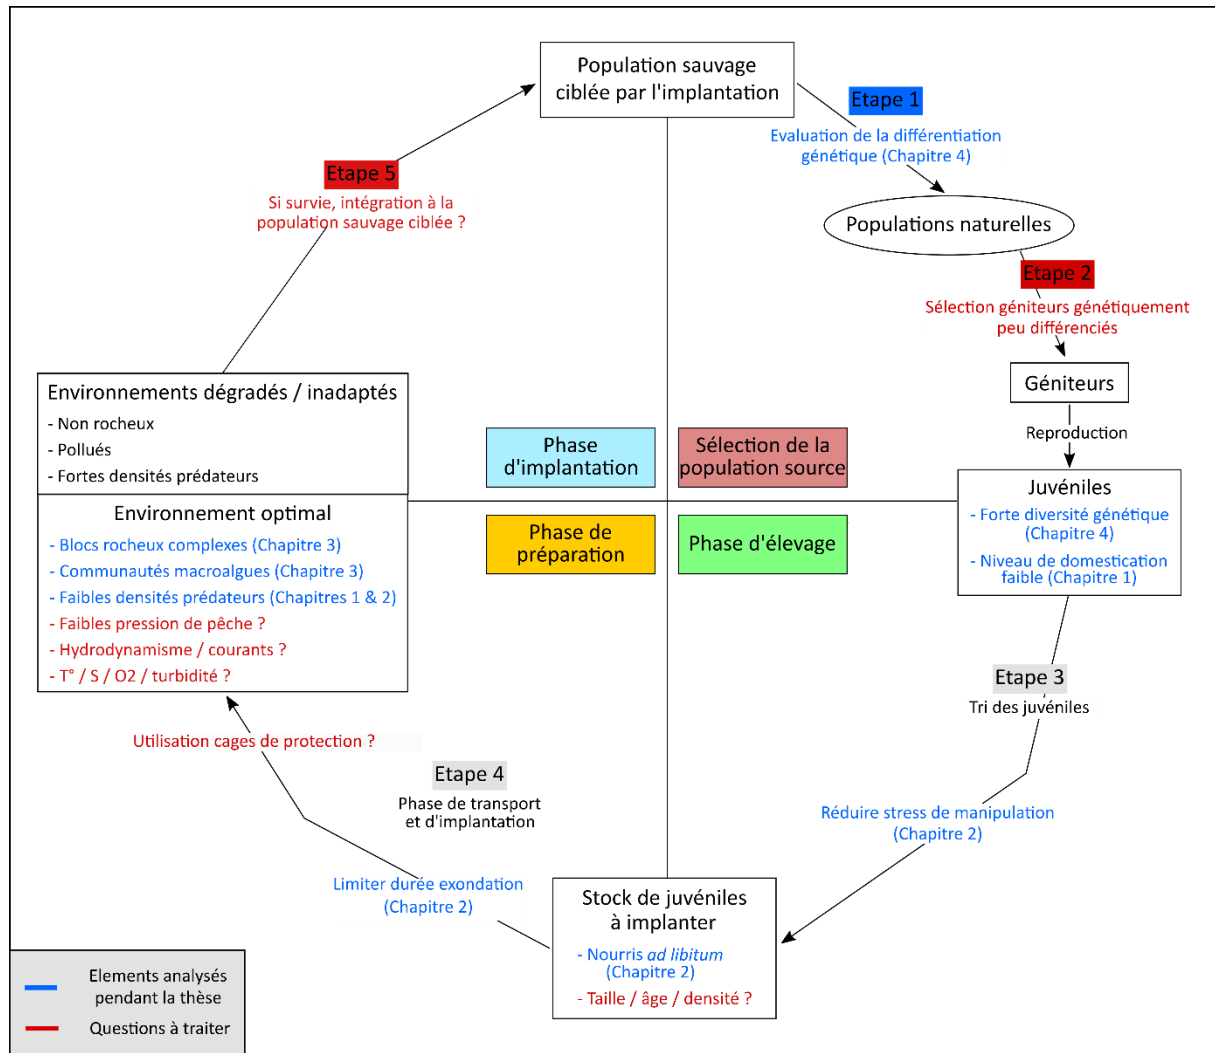 Population sauvage
ciblée par l'implantation
Etape 1
Evaluation de la différentiation
génétique (Chapitre 4)
Populations naturelles
Etape 2
Sélection géniteurs génétiquement
peu différenciés
Géniteurs
Reproduction
Juvéniles
- Forte diversité génétique
(Chapitre 4)
- Niveau de domestication
faible (Chapitre 1)
Etape 3
Tri des juvéniles
Réduire stress de manipulation
(Chapitre 2)
Stock de juvéniles
à implanter
- Nourris ad libitum
(Chapitre 2)
- Taille / âge / densité ?
Limiter durée exondation
(Chapitre 2)
Etape 4
Phase de transport
et d'implantation
Utilisation cages de protection ?
Environnements dégradés / inadaptés
- Non rocheux
- Pollués
- Fortes densités prédateurs
Environnement optimal
- Blocs rocheux complexes (Chapitre 3)
- Communautés macroalgues (Chapitre 3)
- Faibles densités prédateurs (Chapitres 1 & 2)
- Faibles pression de pêche ?
- Hydrodynamisme / courants ?
- T° / S / O2 / turbidité ?
Etape 5
Si survie, intégration à la
population sauvage ciblée ?
Phase
d'implantation
Sélection de la
population source
Phase de
préparation
Phase d'élevage
Elements analysés
pendant la thèse
Questions à traiter